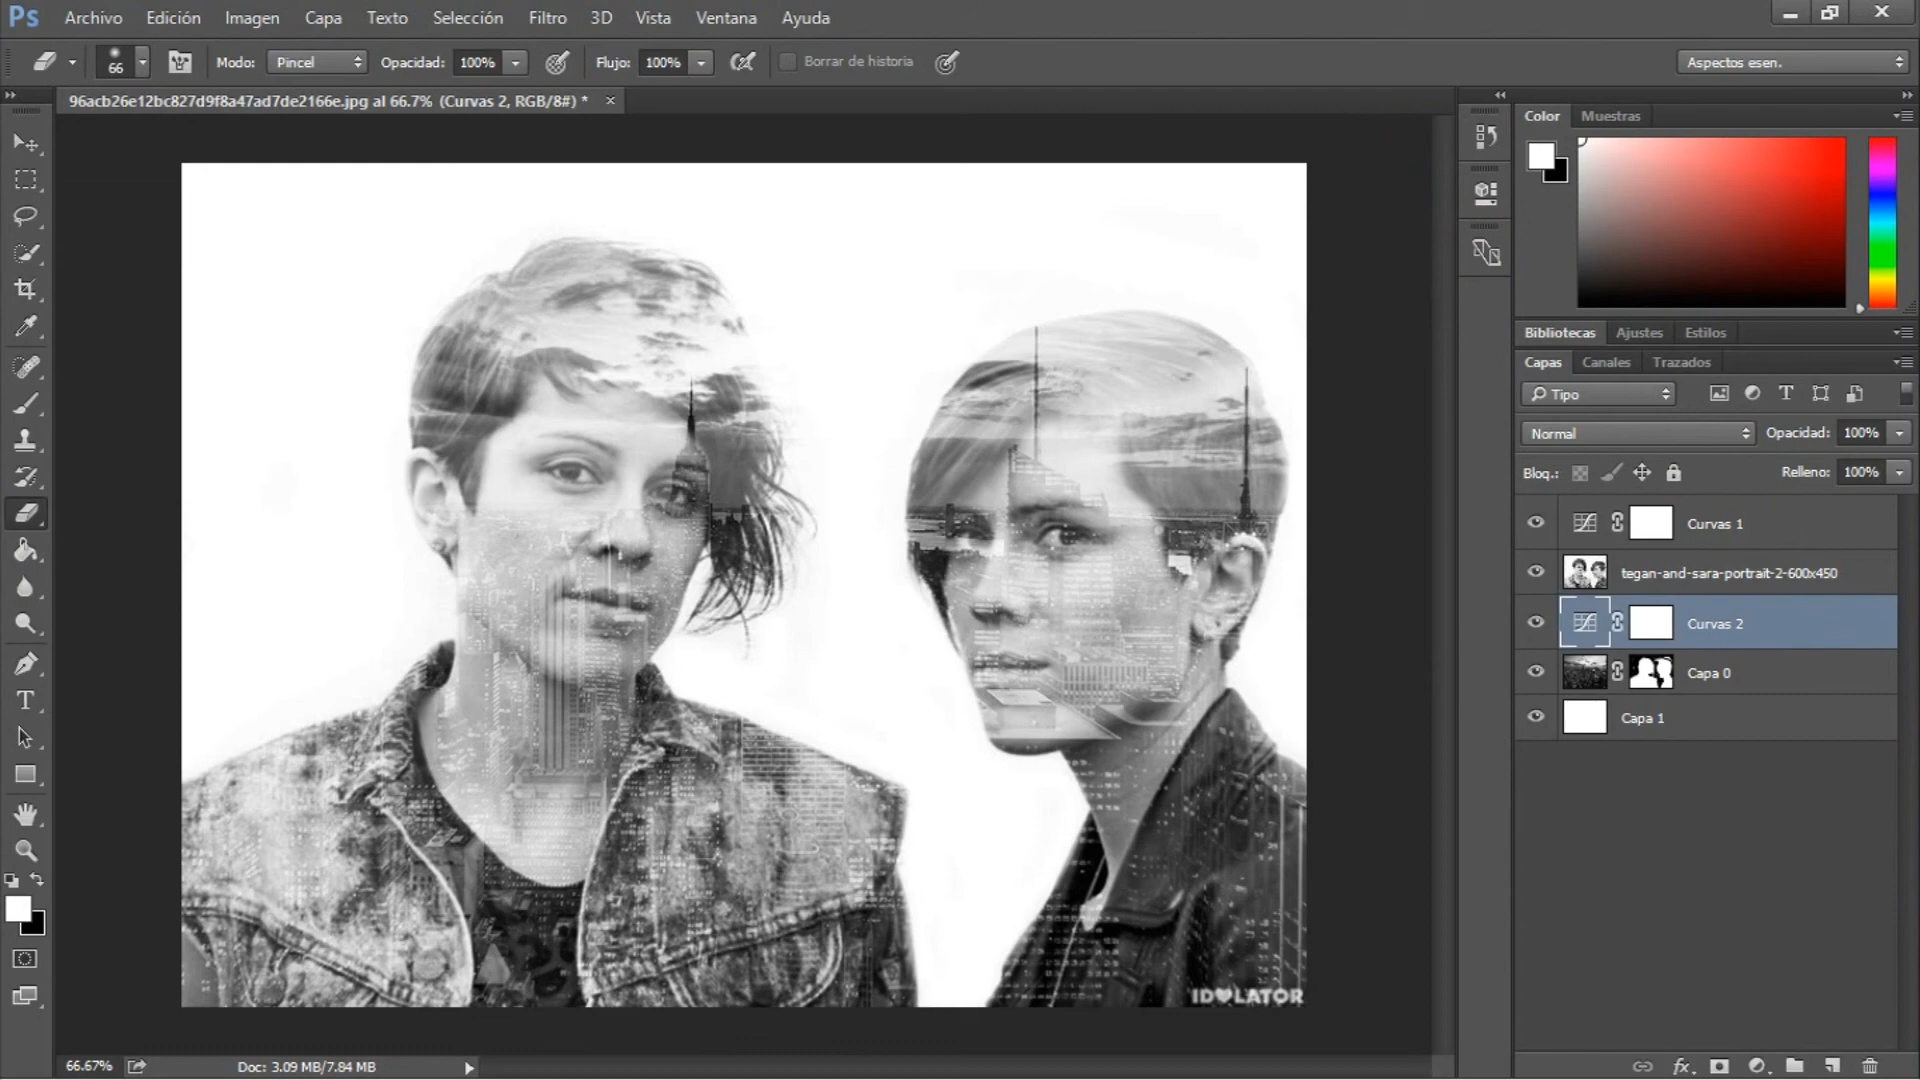 Ps Archivo Edición Imagen Capa Texto Selección Filtro 3D Vista Ventana Ayuda
66 Modo: Pincel Opacidad: 100% Flujo: 100% Borrar de historia Aspectos esen.
96acb26e12bc827d9f8a47ad7de2166e.jpg al 66.7% (Curvas 2, RGB/8#) *
Color Muestras
Bibliotecas Ajustes Estilos
Capas Canales Trazados
Tipo
Normal Opacidad: 100%
Bloq.: Relleno: 100%
Curvas 1
tegan-and-sara-portrait-2-600x450
Curvas 2
Capa 0
Capa 1
IDOLATOR
66.67% Doc: 3.09 MB/7.84 MB